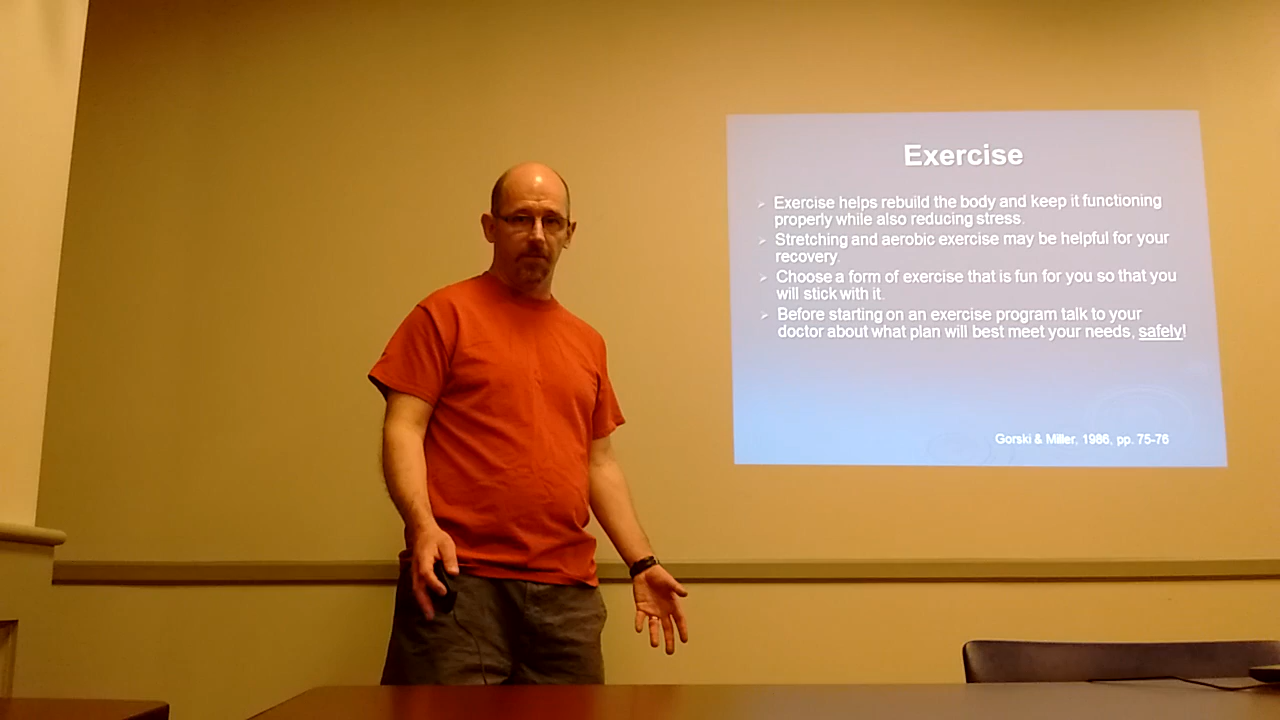 Exercise
Exercise helps rebuild the body and keep it functioning
properly while also reducing stress.
Stretching and aerobic exercise may be helpful for your
recovery.
Choose a form of exercise that is fun for you so that you
will stick with it.
Before starting on an exercise program talk to your
doctor about what plan will best meet your needs, safely!
Gorski & Miller, 1986, pp. 75-76